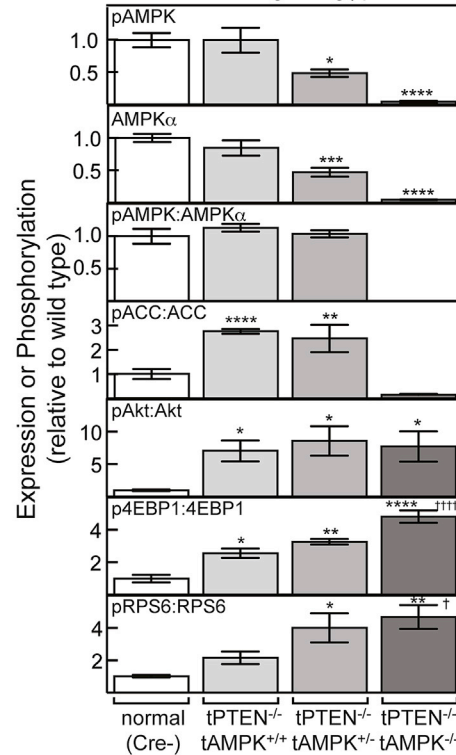 pAMPK
1.0
0.5
*
****
AMPKα
1.0
0.5
***
****
pAMPK:AMPKα
1.0
0.5
pACC:ACC
3
2
1
****
**
pAkt:Akt
10
5
*
*
*
p4EBP1:4EBP1
4
2
*
**
****
††††
pRPS6:RPS6
4
2
*
**
†
Expression or Phosphorylation
(relative to wild type)
normal
(Cre-)
tPTEN-/-
tAMPK+/+
tPTEN-/-
tAMPK+/-
tPTEN-/-
tAMPK-/-